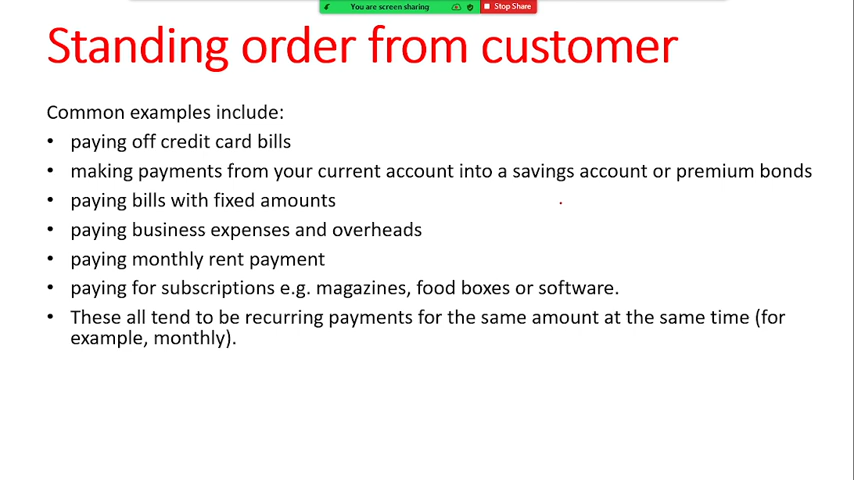 You are screen sharing
Stop Share
Standing order from customer
Common examples include:
• paying off credit card bills
• making payments from your current account into a savings account or premium bonds
• paying bills with fixed amounts
• paying business expenses and overheads
• paying monthly rent payment
• paying for subscriptions e.g. magazines, food boxes or software.
• These all tend to be recurring payments for the same amount at the same time (for
example, monthly).